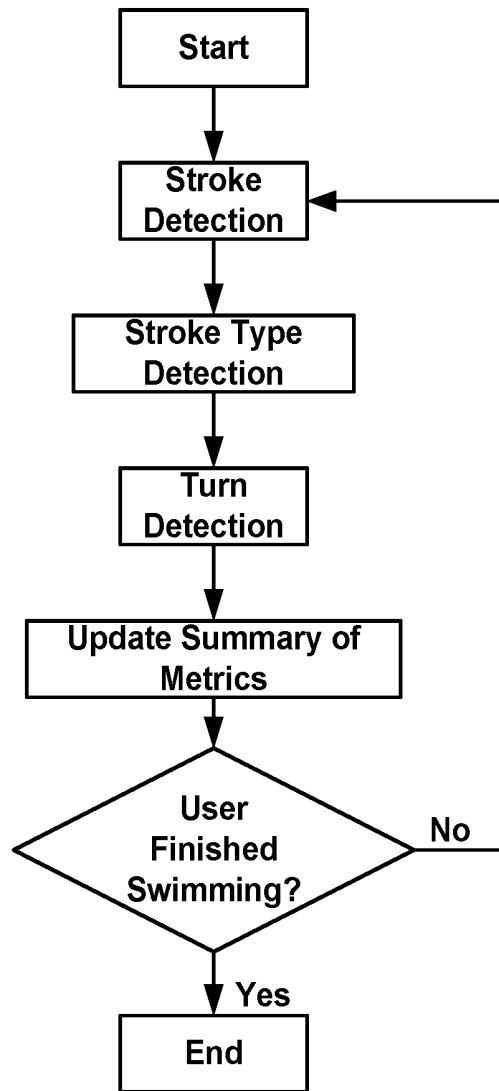 Start
Stroke
Detection
Stroke Type
Detection
Turn
Detection
Update Summary of
Metrics
User
Finished
Swimming?
No
Yes
End